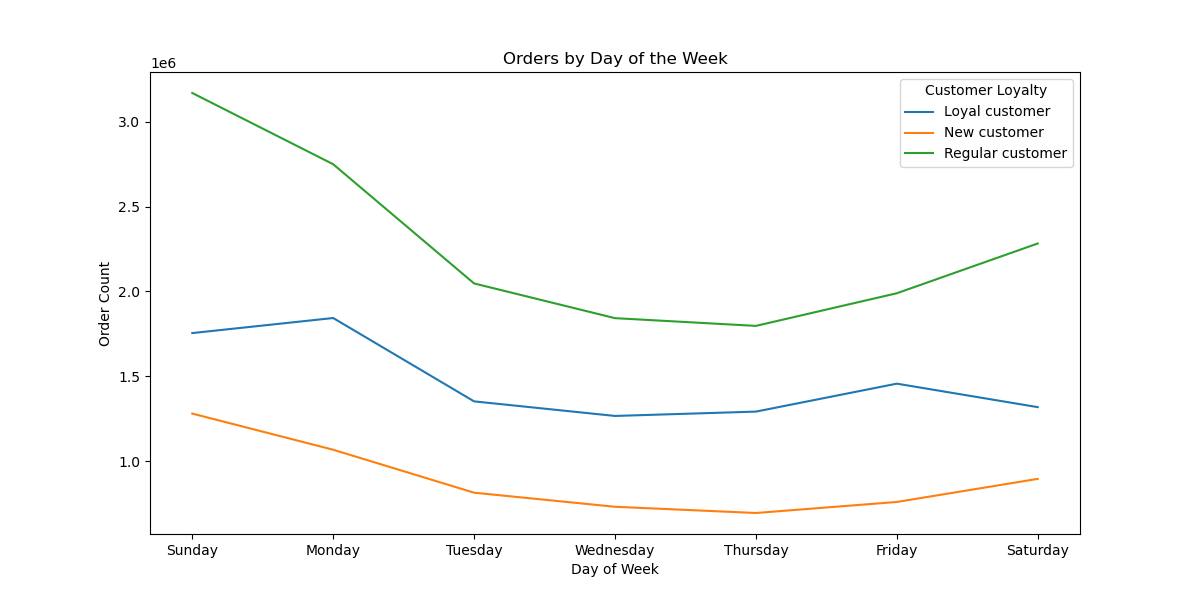 Orders by Day of the Week
1e6
Customer Loyalty
Loyal customer
New customer
Regular customer
3.0
2.5
2.0
1.5
1.0
Order Count
Sunday Monday Tuesday Wednesday Thursday Friday Saturday
Day of Week